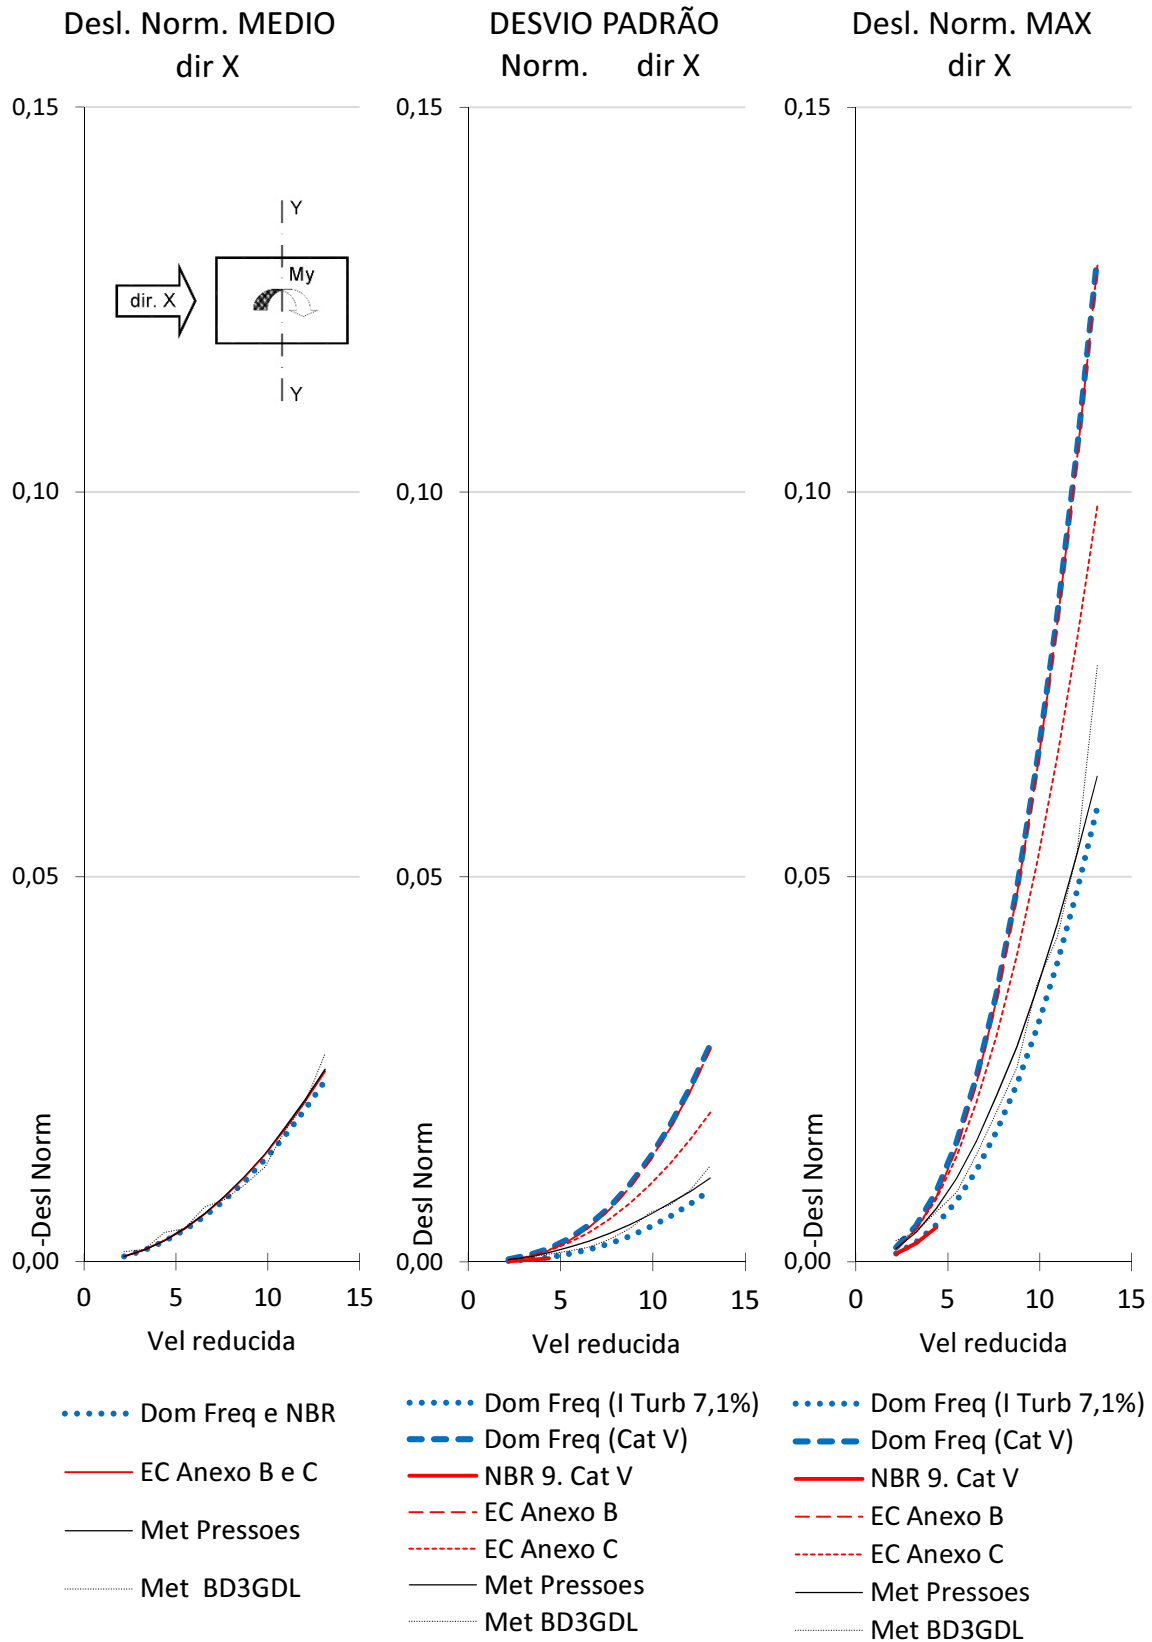 Desl. Norm. MEDIO
dir X
0,15
0,10
0,05
0,00
-Desl Norm
Y
My
dir. X
Y
0
5
10
15
Vel reducida
Dom Freq e NBR
EC Anexo B e C
Met Pressoes
Met BD3GDL
DESVIO PADRÃO
Norm. dir X
0,15
0,10
0,05
0,00
-Desl Norm
0
5
10
15
Vel reducida
Dom Freq (I Turb 7,1%)
Dom Freq (Cat V)
NBR 9. Cat V
EC Anexo B
EC Anexo C
Met Pressoes
Met BD3GDL
Desl. Norm. MAX
dir X
0,15
0,10
0,05
0,00
-Desl Norm
0
5
10
15
Vel reducida
Dom Freq (I Turb 7,1%)
Dom Freq (Cat V)
NBR 9. Cat V
EC Anexo B
EC Anexo C
Met Pressoes
Met BD3GDL